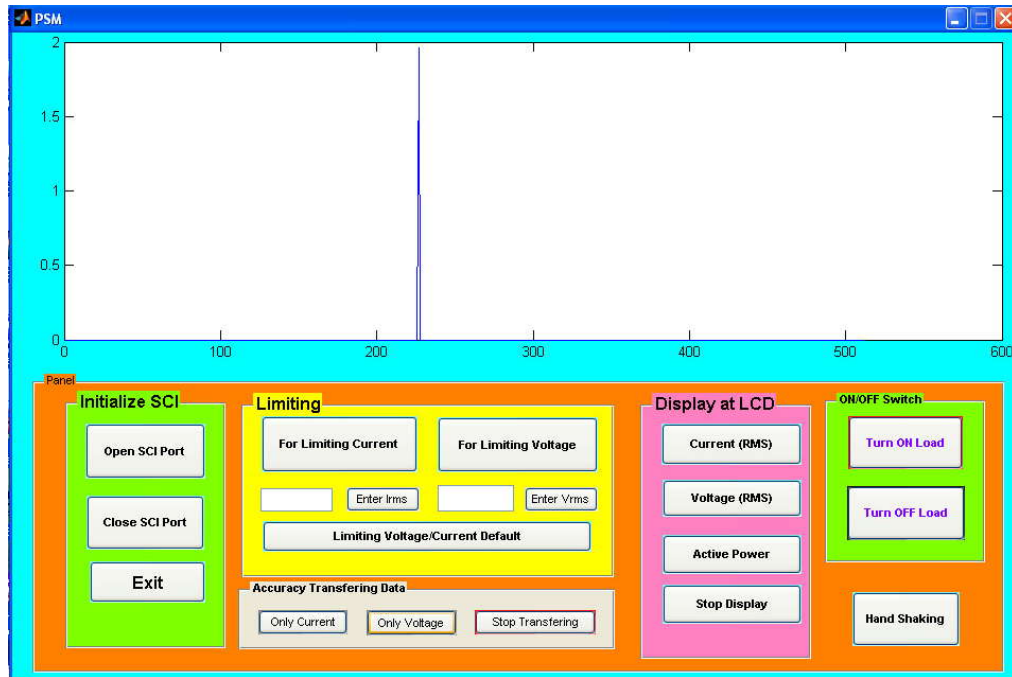 PSM
2
1.5
1
0.5
0
0 100 200 300 400 500 600
Panel
Initialize SCI
Open SCI Port
Close SCI Port
Exit
Limiting
For Limiting Current
For Limiting Voltage
Enter Irms
Enter Vrms
Limiting Voltage/Current Default
Accuracy Transfering Data
Only Current
Only Voltage
Stop Transfering
Display at LCD
Current (RMS)
Voltage (RMS)
Active Power
Stop Display
ON/OFF Switch
Turn ON Load
Turn OFF Load
Hand Shaking